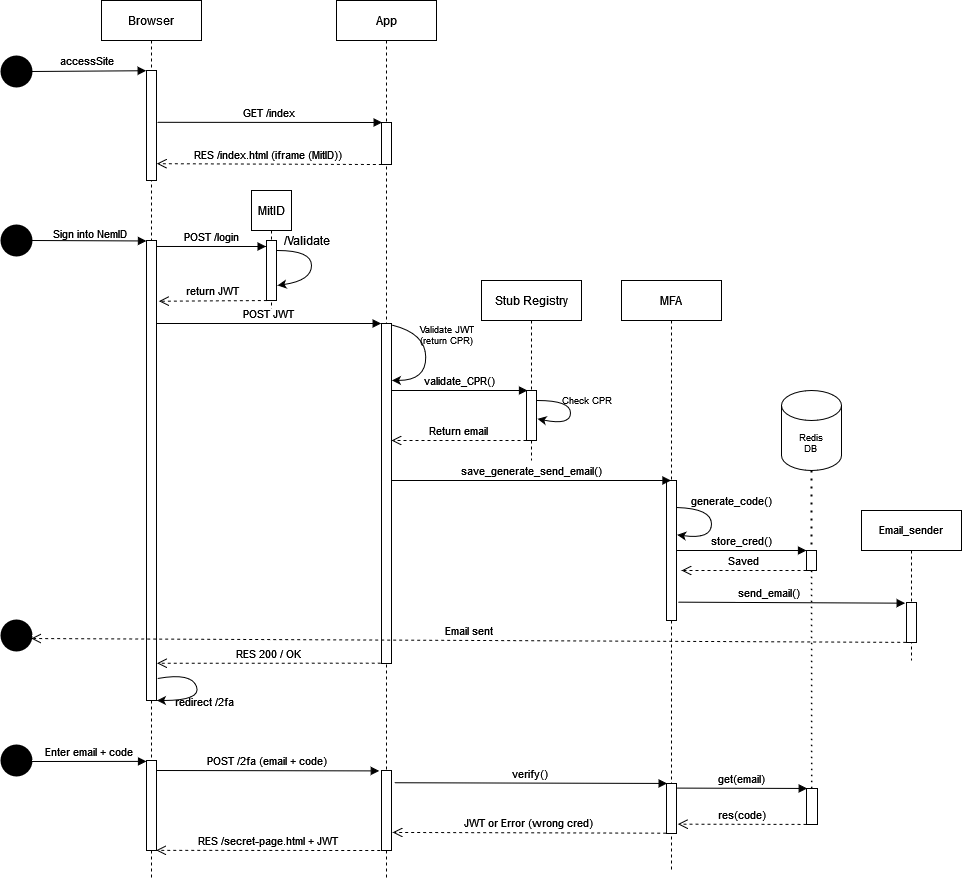 Browser
App
accessSite
GET /index
RES /index.html (iframe (MitID))
MitID
Sign into NemID
POST /login
/Validate
return JWT
POST JWT
Stub Registry
MFA
Validate JWT
(return CPR)
validate_CPR()
Check CPR
Return email
Redis
DB
save_generate_send_email()
generate_code()
store_cred()
Saved
Email_sender
send_email()
Email sent
RES 200 / OK
redirect /2fa
Enter email + code
POST /2fa (email + code)
verify()
get(email)
res(code)
JWT or Error (wrong cred)
RES /secret-page.html + JWT